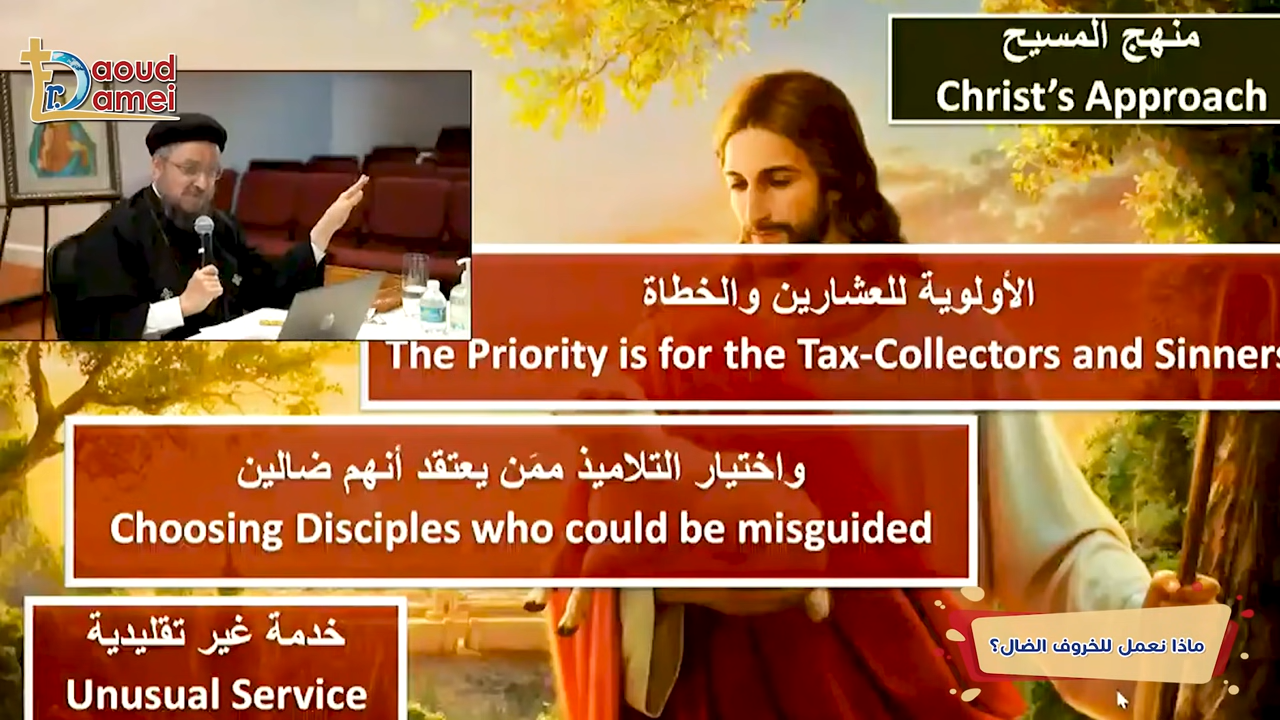 Daoud
Fr. Lamei
منهج المسيح
Christ's Approach
الأولوية للعشارين والخطاة
The Priority is for the Tax-Collectors and Sinners
واختيار التلاميذ ممَن يعتقد أنهم ضالين
Choosing Disciples who could be misguided
خدمة غير تقليدية
Unusual Service
ماذا نعمل للخروف الضال؟